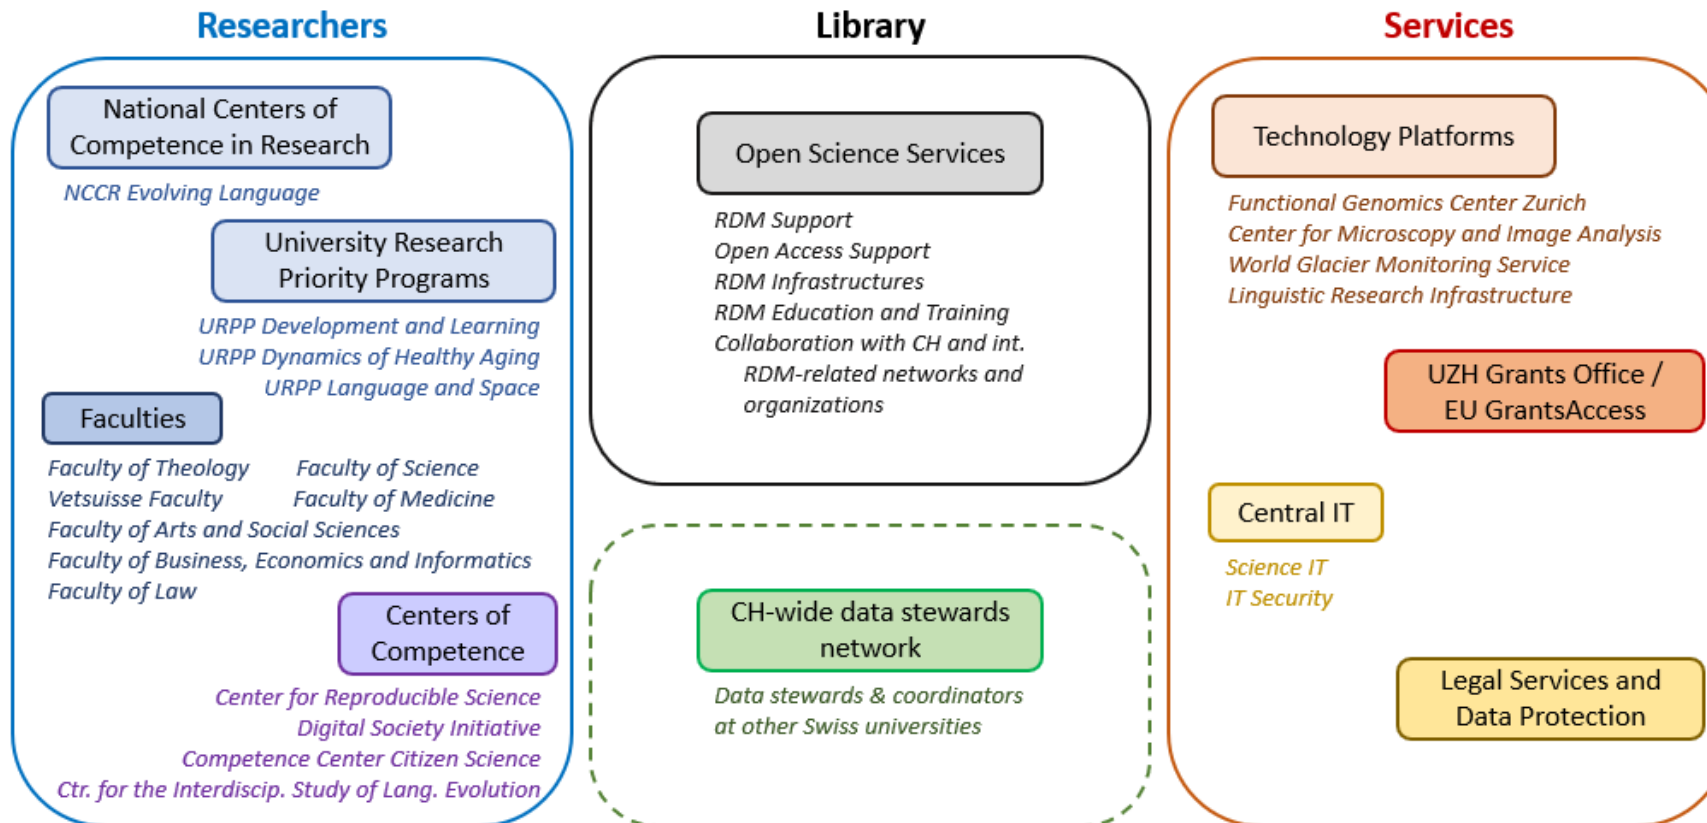 Researchers
National Centers of
Competence in Research
NCCR Evolving Language
University Research
Priority Programs
URPP Development and Learning
URPP Dynamics of Healthy Aging
URPP Language and Space
Faculties
Faculty of Theology Faculty of Science
Vetsuisse Faculty Faculty of Medicine
Faculty of Arts and Social Sciences
Faculty of Business, Economics and Informatics
Faculty of Law
Centers of
Competence
Center for Reproducible Science
Digital Society Initiative
Competence Center Citizen Science
Ctr. for the Interdiscip. Study of Lang. Evolution
Library
Open Science Services
RDM Support
Open Access Support
RDM Infrastructures
RDM Education and Training
Collaboration with CH and int.
RDM-related networks and
organizations
CH-wide data stewards
network
Data stewards & coordinators
at other Swiss universities
Services
Technology Platforms
Functional Genomics Center Zurich
Center for Microscopy and Image Analysis
World Glacier Monitoring Service
Linguistic Research Infrastructure
UZH Grants Office /
EU GrantsAccess
Central IT
Science IT
IT Security
Legal Services and
Data Protection